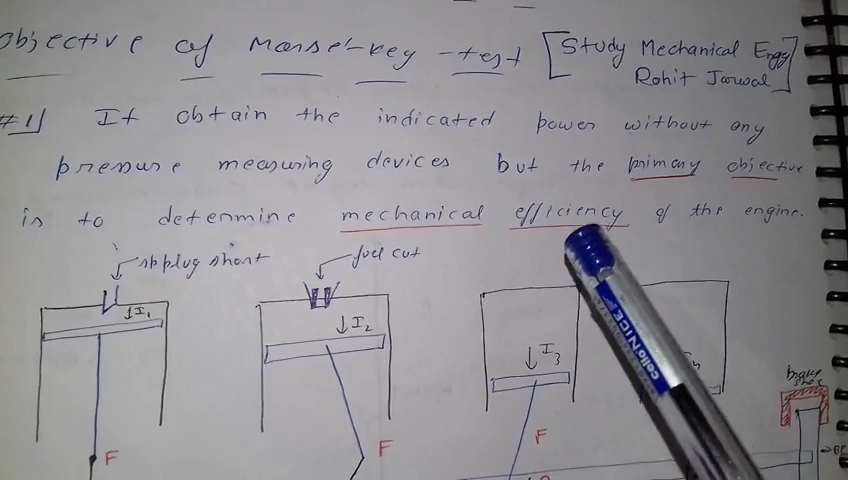 Objective of Morse-key-test [Study Mechanical Engg
Rohit Jarwal]
#1] It obtain the indicated power without any
pressure measuring devices but the primary objective
is to determine mechanical efficiency of the engine.
sp plug short
fuel cut
I1
I2
I3
F
F
F
cello NICE